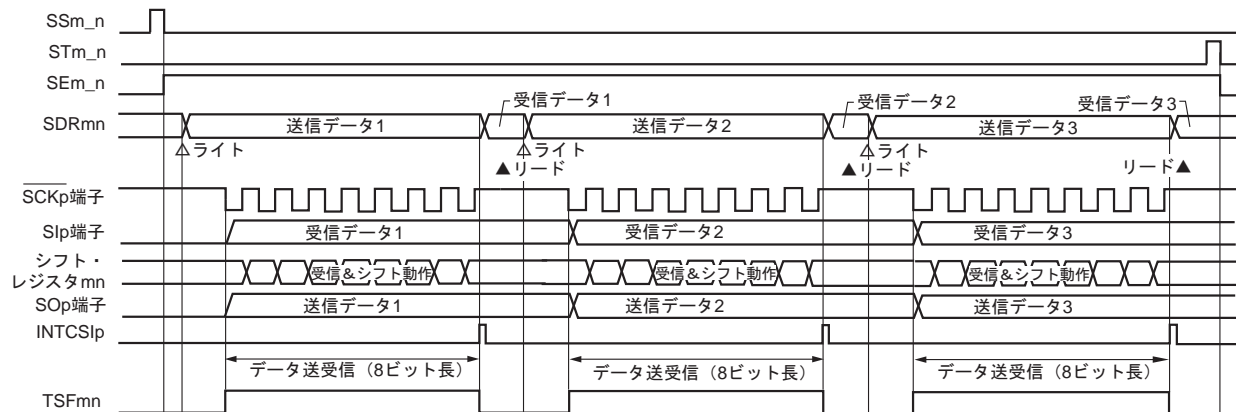 SSm_n
STm_n
SEm_n
SDRmn
送信データ1
受信データ1
送信データ2
受信データ2
送信データ3
受信データ3
△ライト
△ライト
△ライト
▲リード
▲リード
リード▲
SCKp端子
SIp端子
受信データ1
受信データ2
受信データ3
シフト・
レジスタmn
受信&シフト動作
受信&シフト動作
受信&シフト動作
SOp端子
送信データ1
送信データ2
送信データ3
INTCSIp
データ送受信（8ビット長）
データ送受信（8ビット長）
データ送受信（8ビット長）
TSFmn